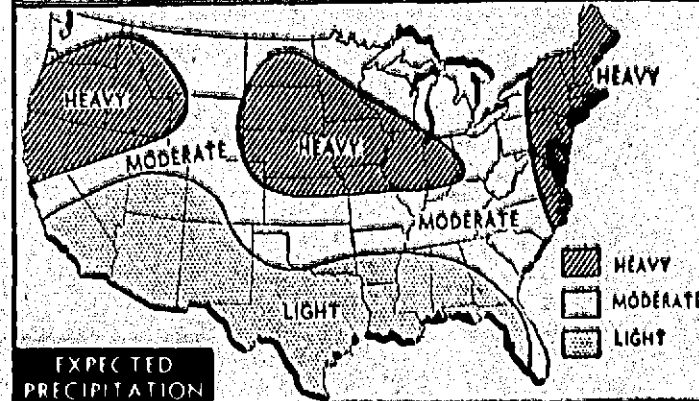 HEAVY
HEAVY
HEAVY
MODERATE
MODERATE
LIGHT
HEAVY
MODERATE
LIGHT
EXPECTED
PRECIPITATION